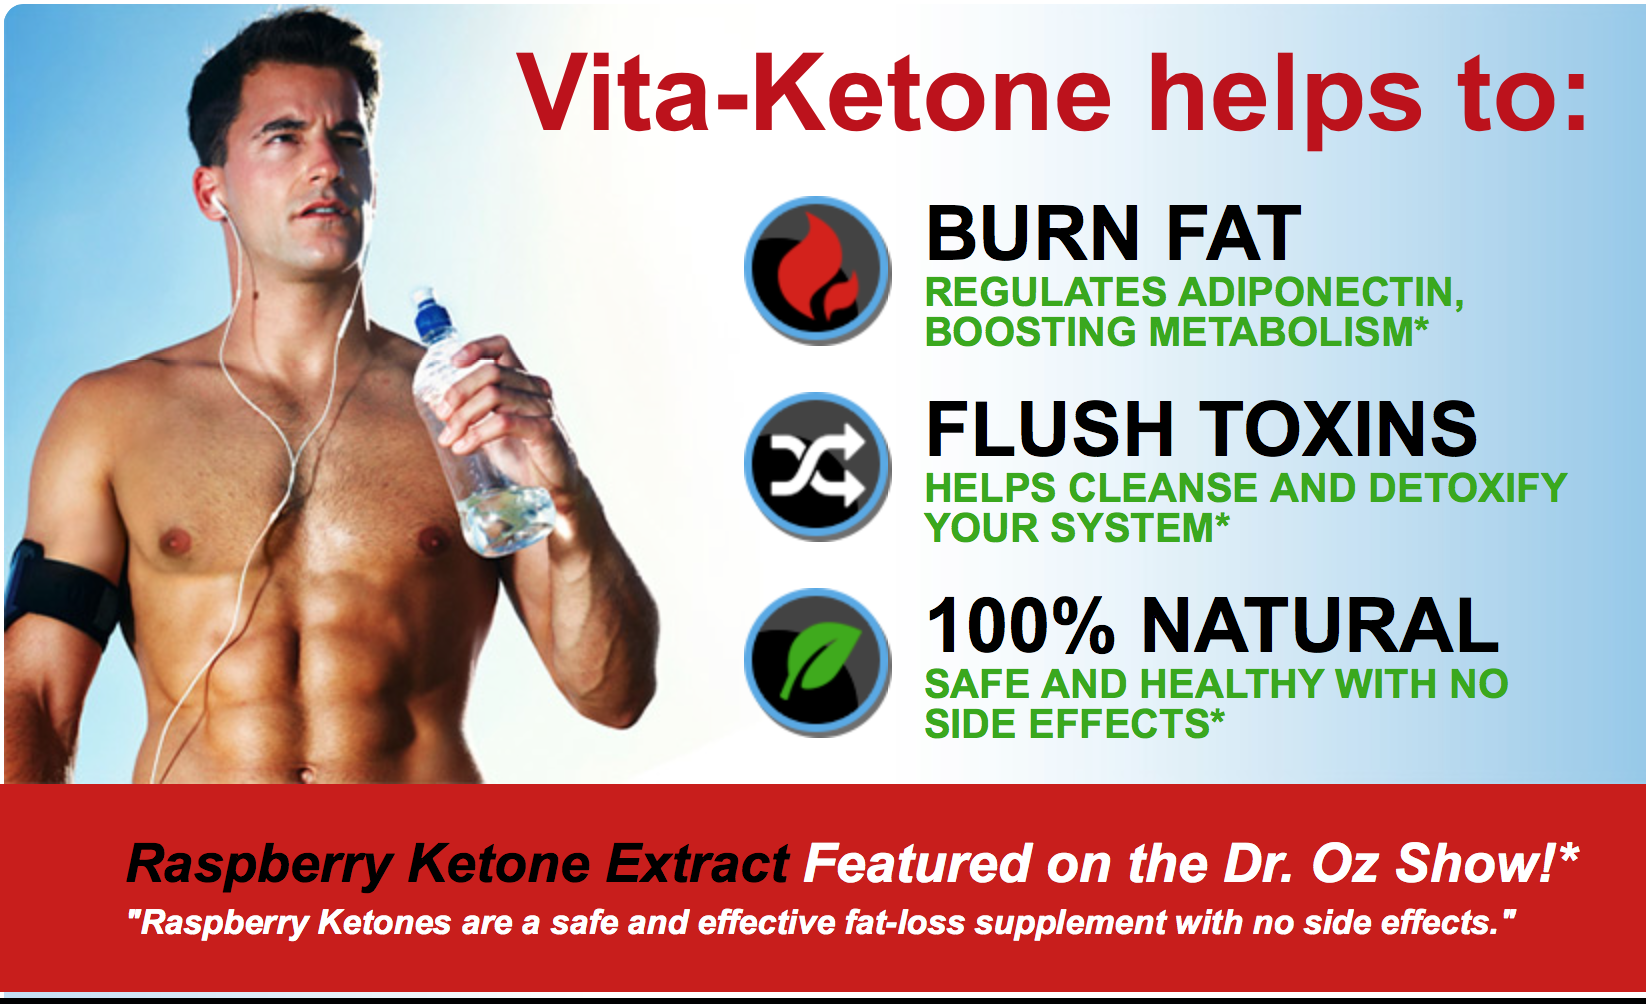 Vita-Ketone helps to:
BURN FAT
REGULATES ADIPONECTIN,
BOOSTING METABOLISM*
FLUSH TOXINS
HELPS CLEANSE AND DETOXIFY
YOUR SYSTEM*
100% NATURAL
SAFE AND HEALTHY WITH NO
SIDE EFFECTS*
Raspberry Ketone Extract Featured on the Dr. Oz Show!*
"Raspberry Ketones are a safe and effective fat-loss supplement with no side effects."